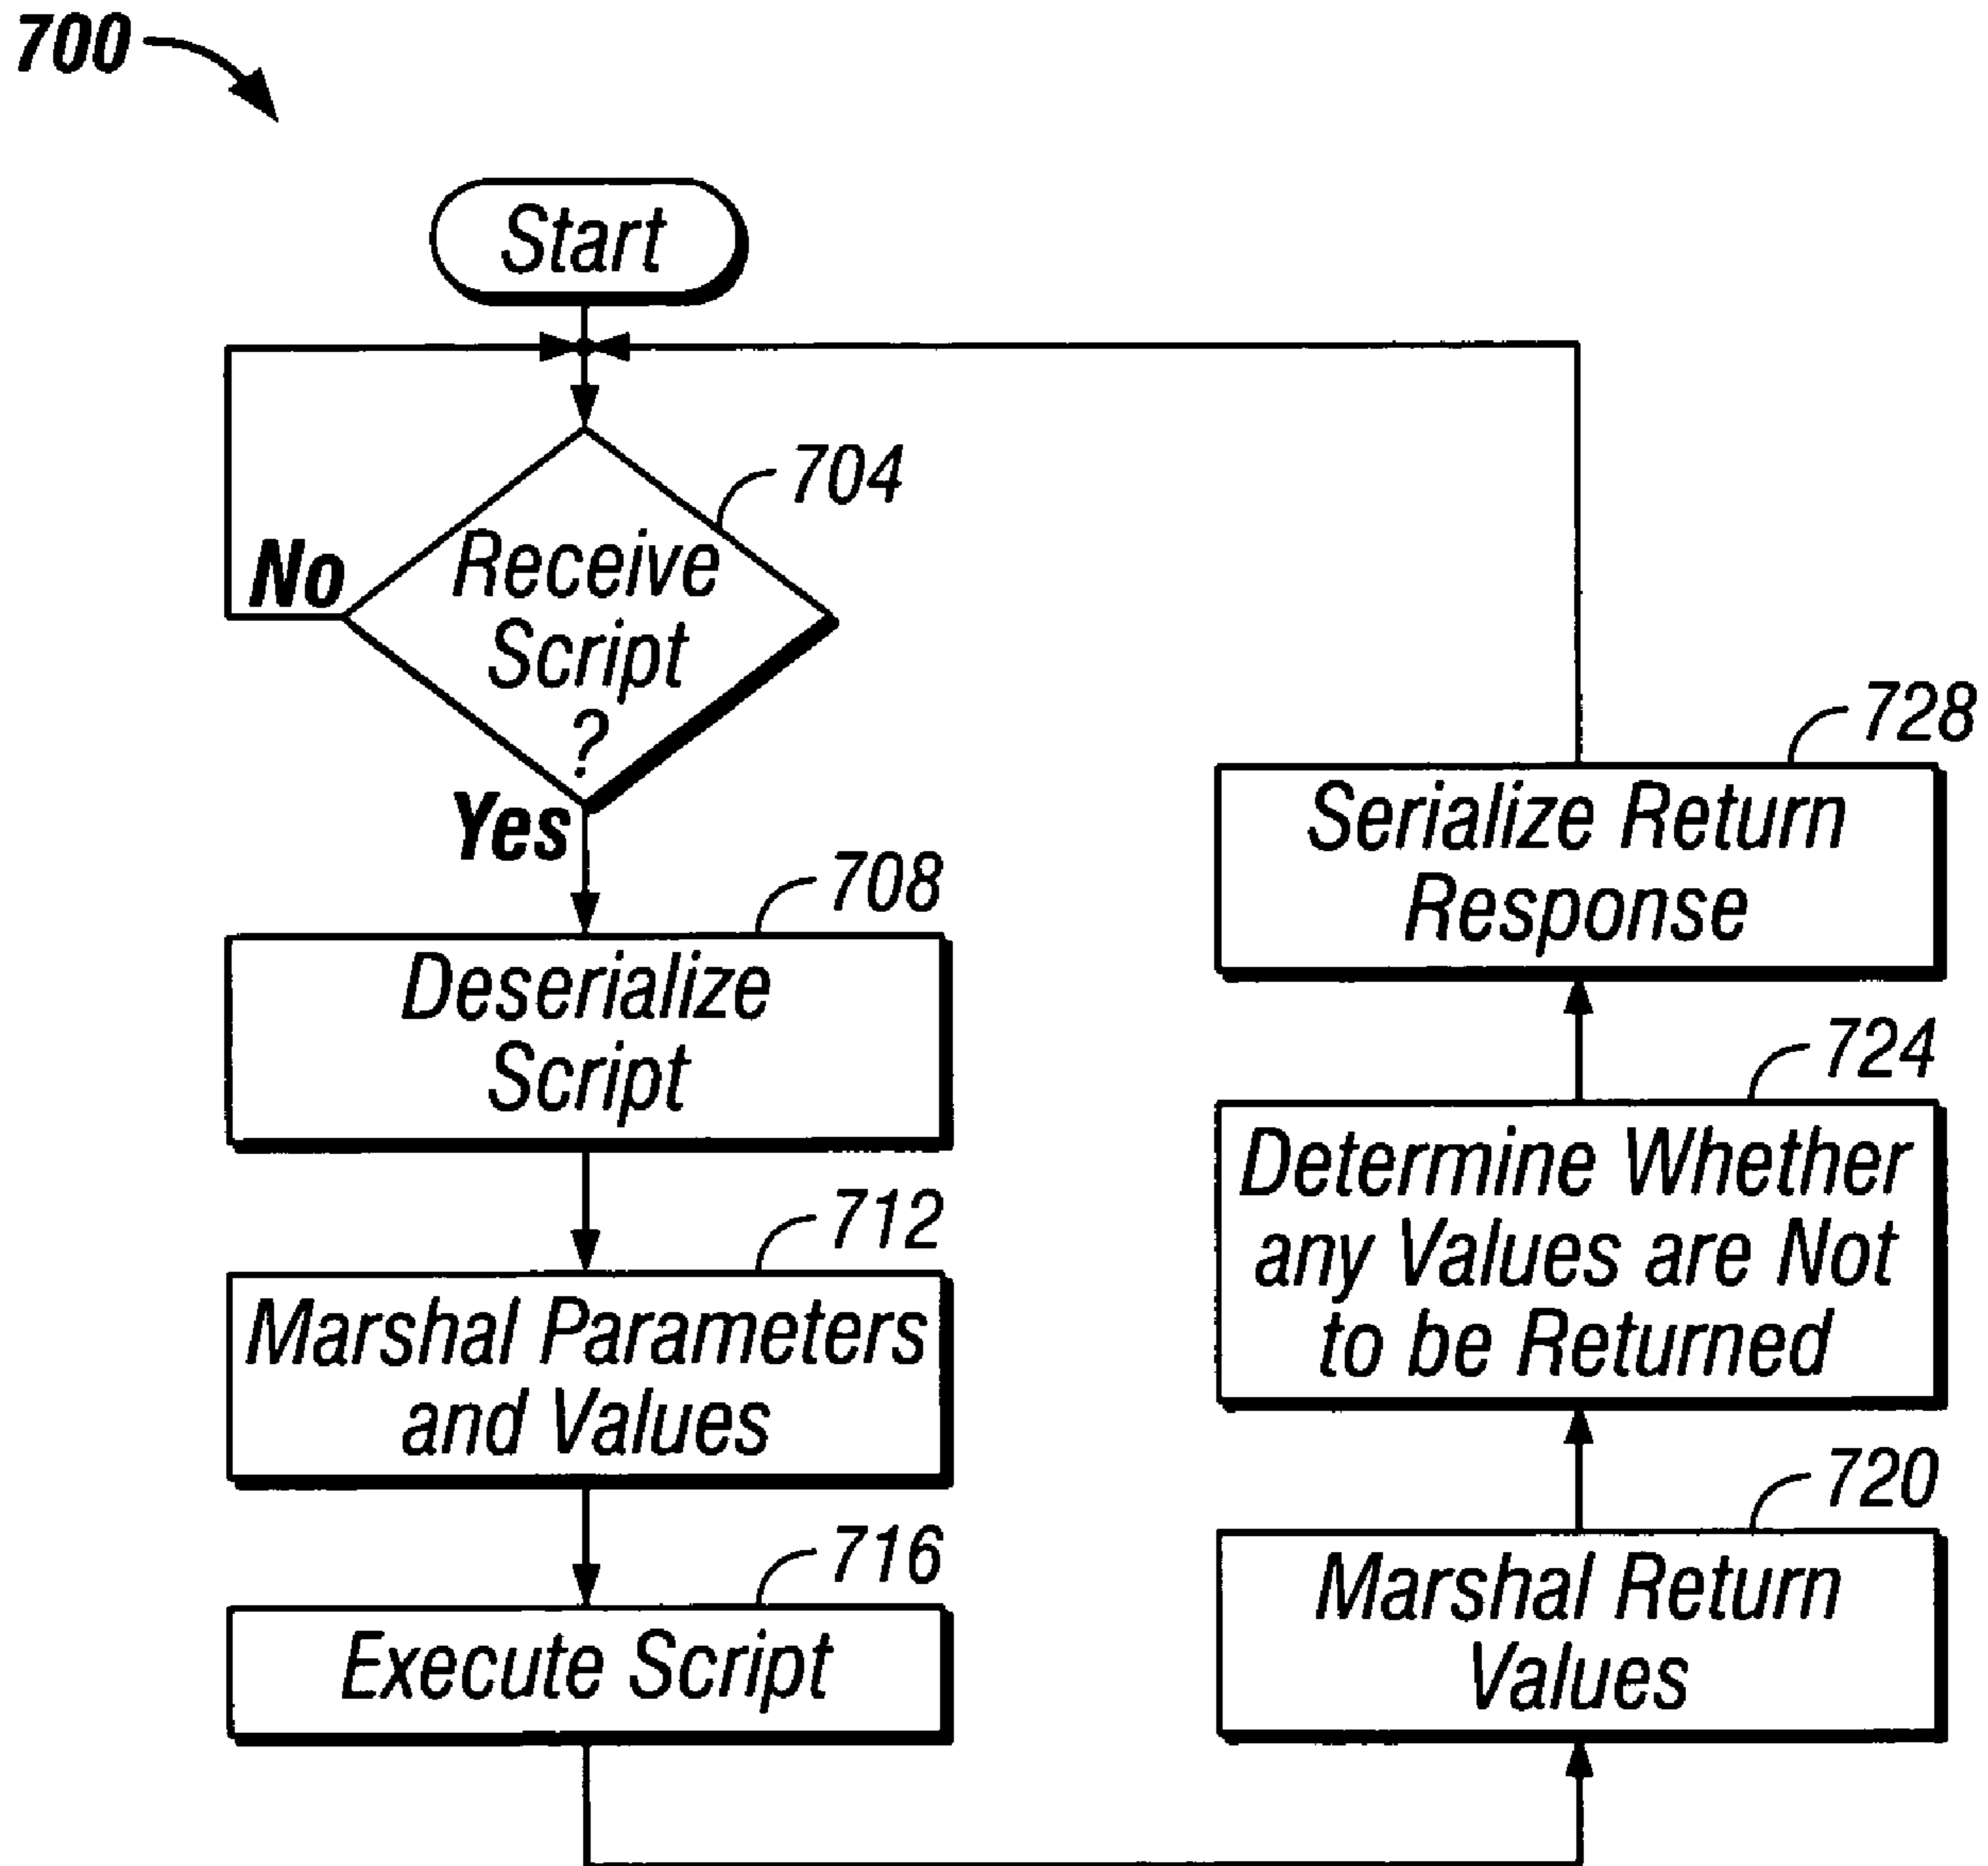 700
Start
704
Receive
Script
?
No
Yes
708
Deserialize
Script
712
Marshal Parameters
and Values
716
Execute Script
720
Marshal Return
Values
724
Determine Whether
any Values are Not
to be Returned
728
Serialize Return
Response